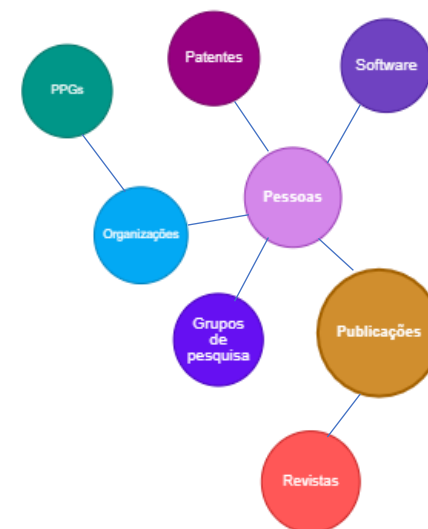 Patentes
Software
PPGs
Pessoas
Organizações
Grupos
de
pesquisa
Publicações
Revistas